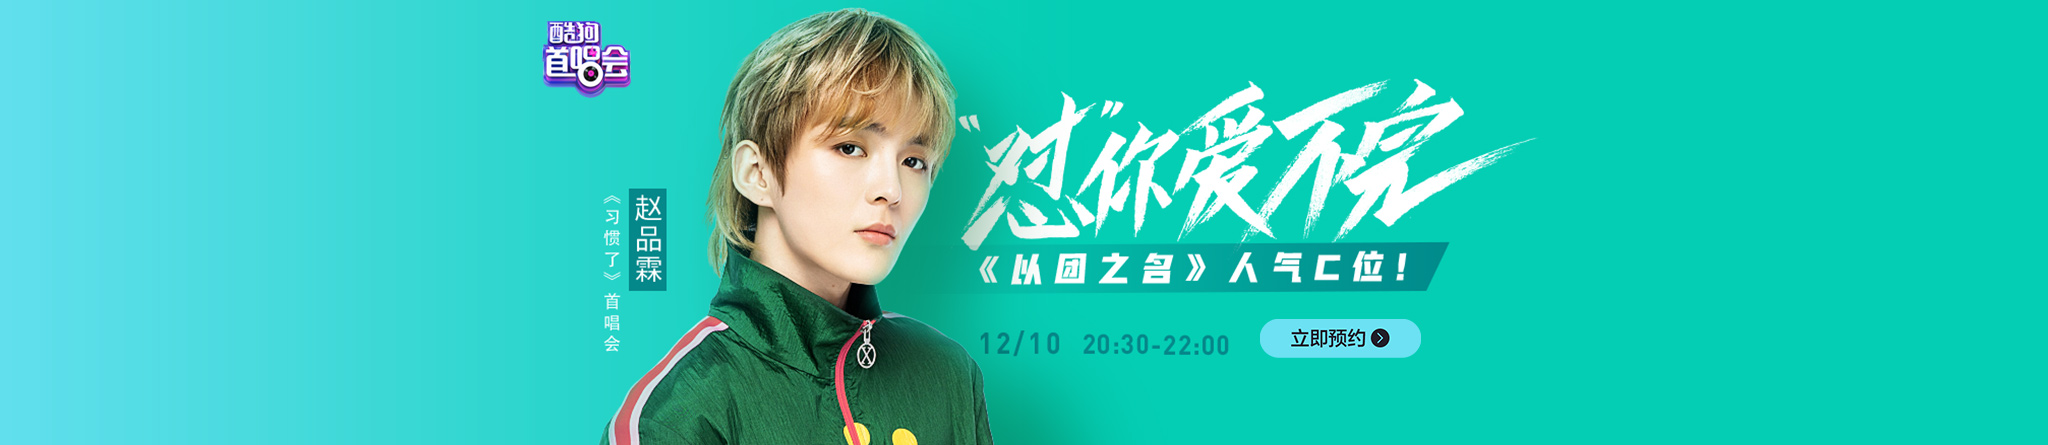 酷狗
首唱会
赵品霖
《习惯了》首唱会
“怼”你爱不完
《以团之名》人气C位!
12/10 20:30-22:00
立即预约